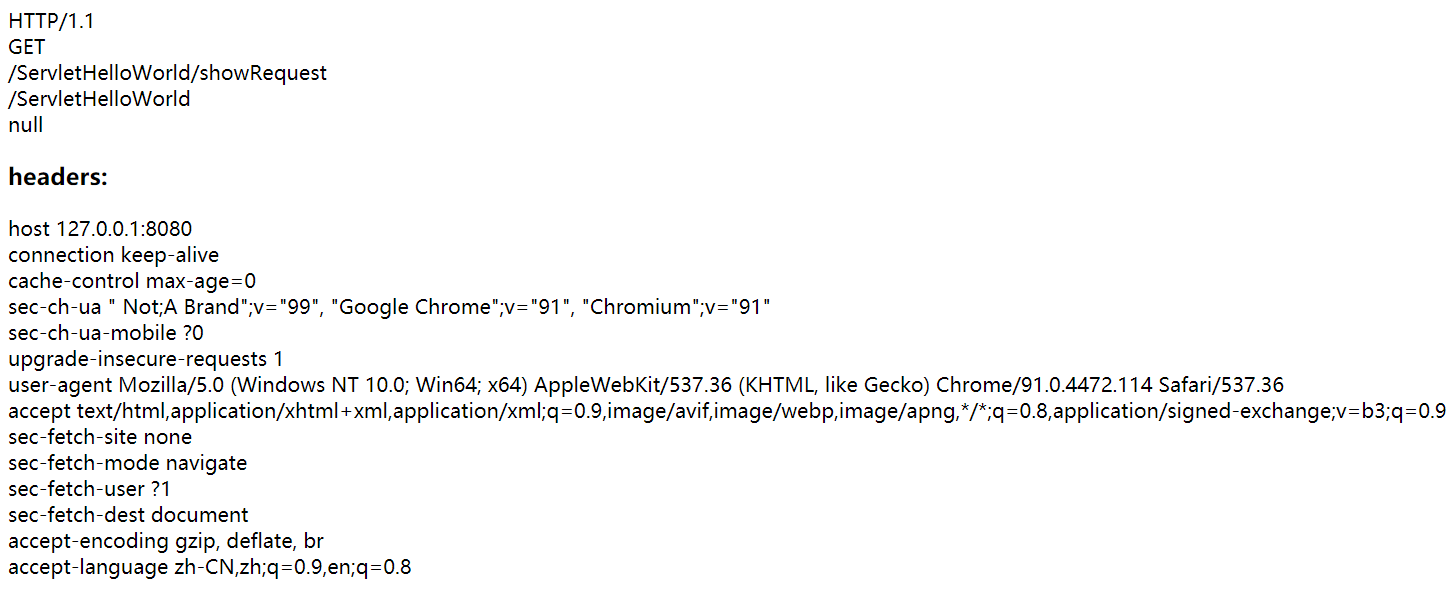 HTTP/1.1
GET
/ServletHelloWorld/showRequest
/ServletHelloWorld
null
headers:
host 127.0.0.1:8080
connection keep-alive
cache-control max-age=0
sec-ch-ua " Not;A Brand";v="99", "Google Chrome";v="91", "Chromium";v="91"
sec-ch-ua-mobile ?0
upgrade-insecure-requests 1
user-agent Mozilla/5.0 (Windows NT 10.0; Win64; x64) AppleWebKit/537.36 (KHTML, like Gecko) Chrome/91.0.4472.114 Safari/537.36
accept text/html,application/xhtml+xml,application/xml;q=0.9,image/avif,image/webp,image/apng,*/*;q=0.8,application/signed-exchange;v=b3;q=0.9
sec-fetch-site none
sec-fetch-mode navigate
sec-fetch-user ?1
sec-fetch-dest document
accept-encoding gzip, deflate, br
accept-language zh-CN,zh;q=0.9,en;q=0.8